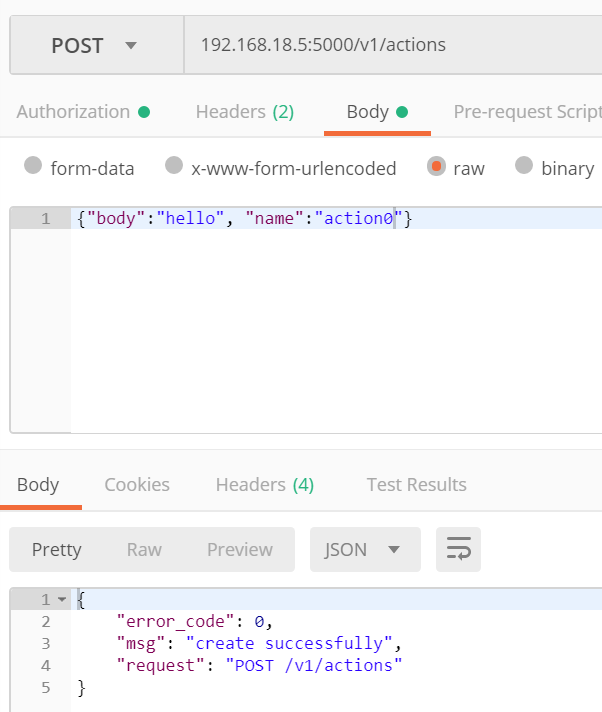 POST 192.168.18.5:5000/v1/actions
Authorization Headers (2) Body Pre-request Script
form-data x-www-form-urlencoded raw binary
1 {"body":"hello", "name":"action0"}
Body Cookies Headers (4) Test Results
Pretty Raw Preview JSON
1 {
2 "error_code": 0,
3 "msg": "create successfully",
4 "request": "POST /v1/actions"
5 }